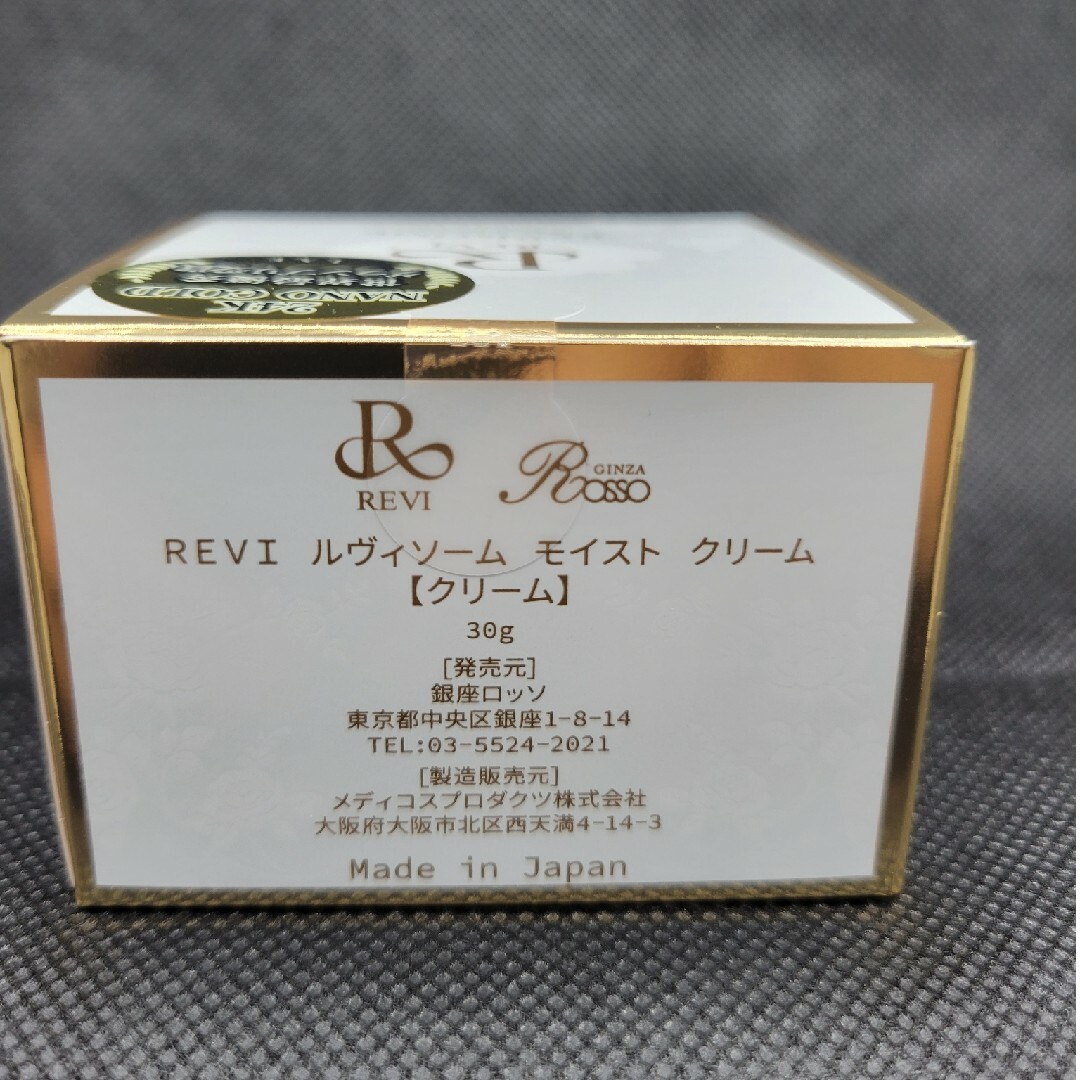 24K
NANO GOLD
REVI
GINZA
Rosso
REVI ルヴィソーム モイスト クリーム
【クリーム】
30g
[発売元]
銀座ロッソ
東京都中央区銀座1-8-14
TEL:03-5524-2021
[製造販売元]
メディコスプロダクツ株式会社
大阪府大阪市北区西天満4-14-3
Made in Japan